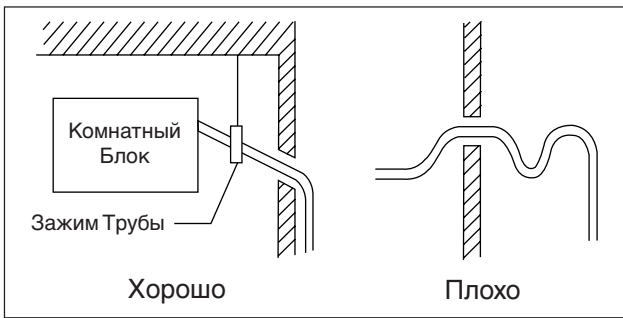 Комнатный
Блок
Зажим Трубы
Хорошо
Плохо